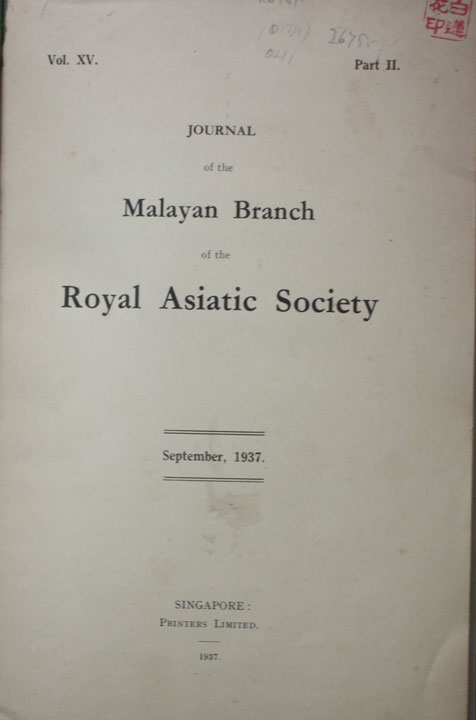 Vol. XV.
Part II.
JOURNAL
of the
Malayan Branch
of the
Royal Asiatic Society
September, 1937.
SINGAPORE:
PRINTERS LIMITED.
1937.